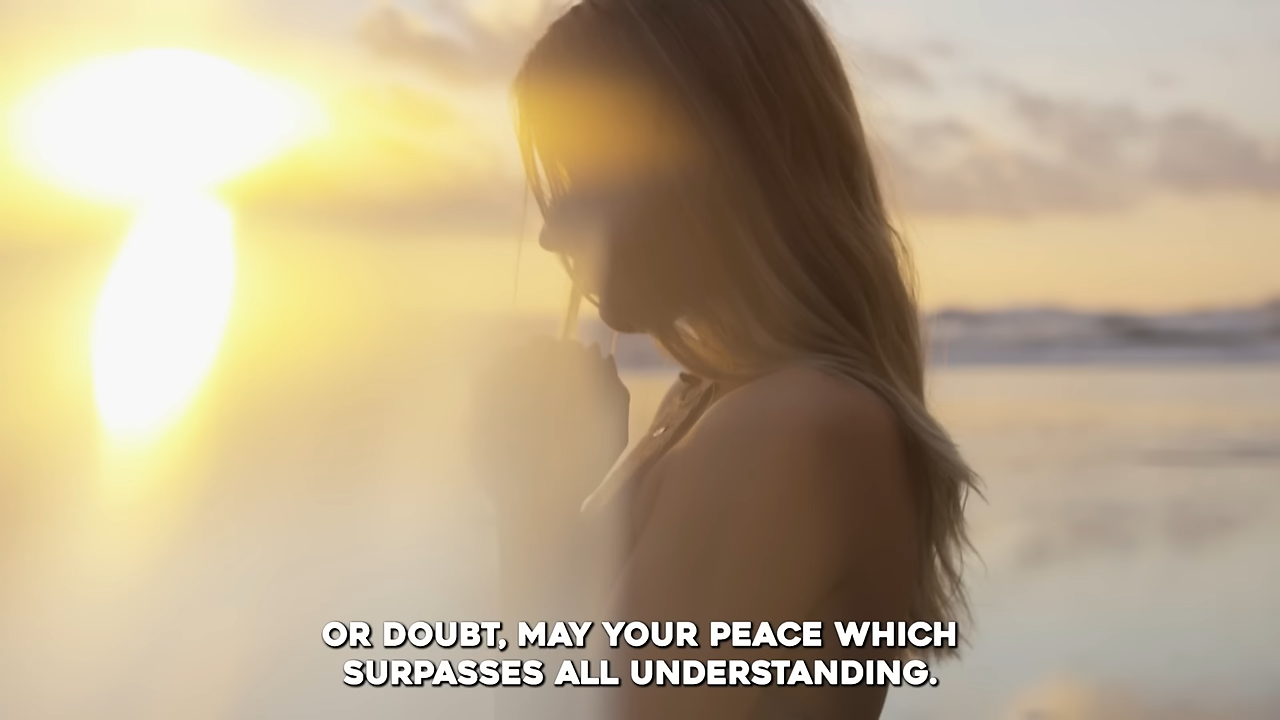 OR DOUBT, MAY YOUR PEACE WHICH
SURPASSES ALL UNDERSTANDING.